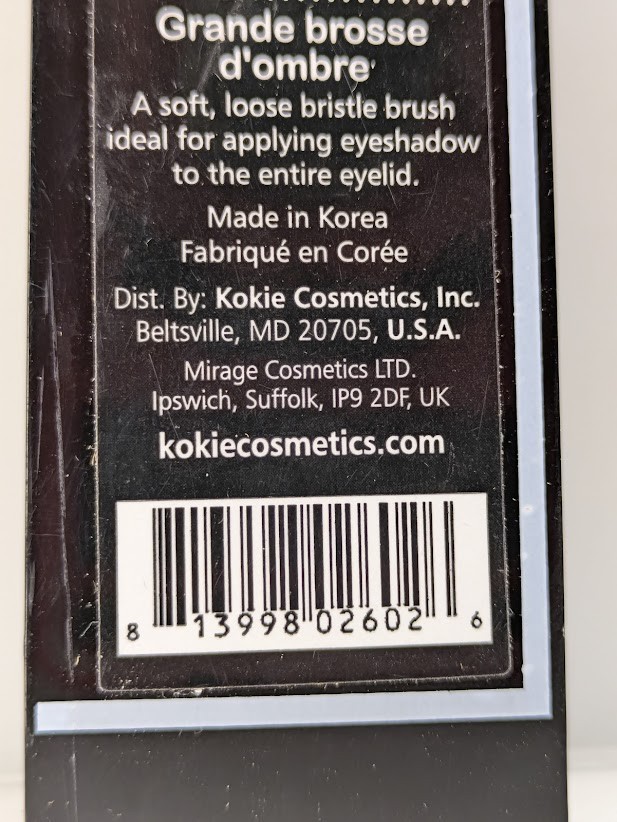 Grande brosse
d'ombre
A soft, loose bristle brush
ideal for applying eyeshadow
to the entire eyelid.
Made in Korea
Fabriqué en Corée
Dist. By: Kokie Cosmetics, Inc.
Beltsville, MD 20705, U.S.A.
Mirage Cosmetics LTD.
Ipswich, Suffolk, IP9 2DF, UK
kokiecosmetics.com
8 13998 02602 6